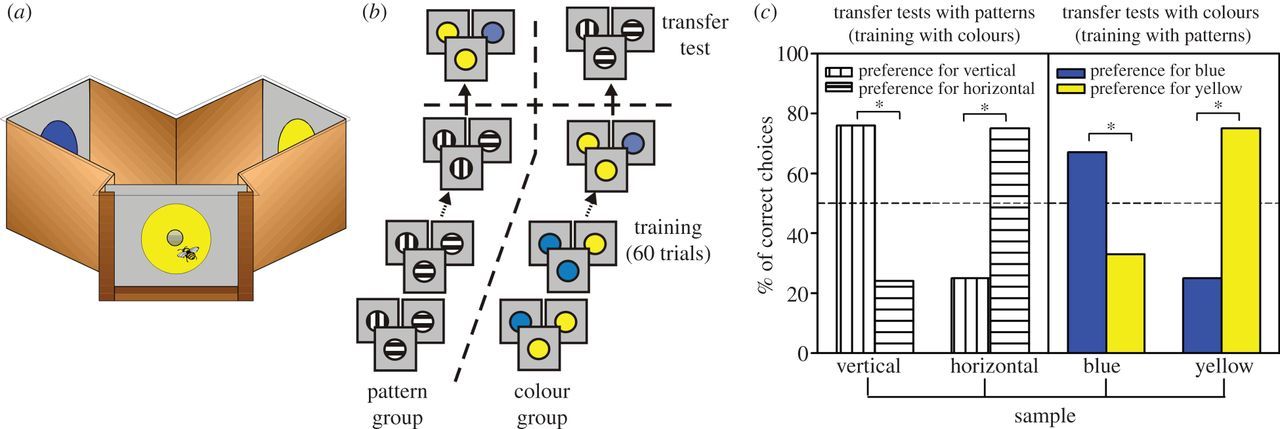 (a)
(b)
transfer
test
training
(60 trials)
pattern
group
colour
group
(c)
transfer tests with patterns
(training with colours)
transfer tests with colours
(training with patterns)
% of correct choices
100
80
60
40
20
0
preference for vertical
preference for horizontal
preference for blue
preference for yellow
*
*
*
*
vertical
horizontal
blue
yellow
sample